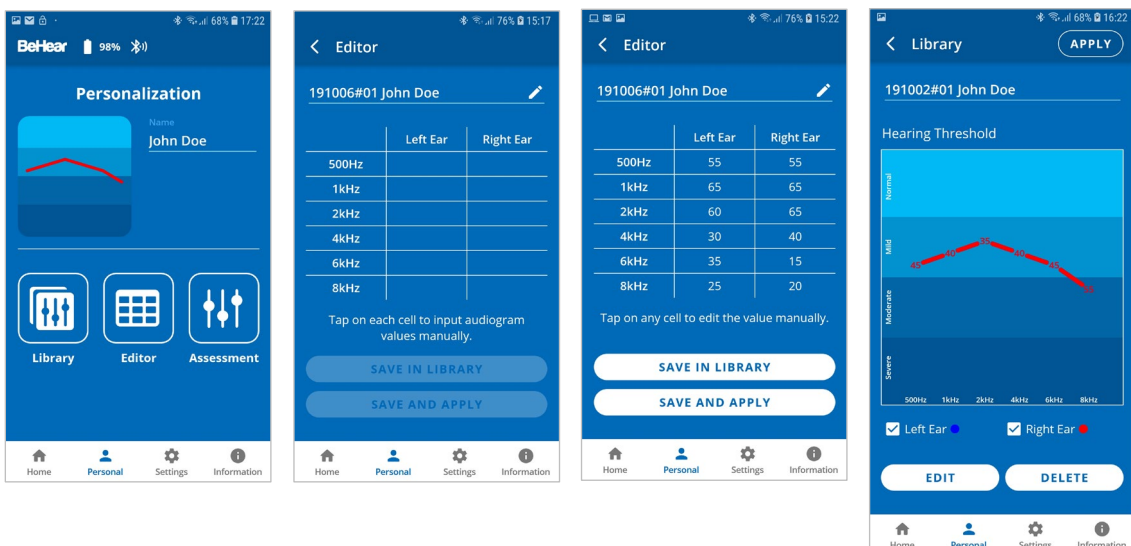 68% 17:22
BeHear 98%
Personalization
Name
John Doe
Library Editor Assessment
Home Personal Settings Information
76% 15:17
Editor
191006#01 John Doe
Left Ear Right Ear
500Hz
1kHz
2kHz
4kHz
6kHz
8kHz
Tap on each cell to input audiogram
values manually.
SAVE IN LIBRARY
SAVE AND APPLY
Home Personal Settings Information
76% 15:22
Editor
191006#01 John Doe
Left Ear Right Ear
500Hz 55 55
1kHz 65 65
2kHz 60 65
4kHz 30 40
6kHz 35 15
8kHz 25 20
Tap on any cell to edit the value manually.
SAVE IN LIBRARY
SAVE AND APPLY
Home Personal Settings Information
68% 16:22
Library APPLY
191002#01 John Doe
Hearing Threshold
Normal
Mild
Moderate
Severe
45 40 35 40 45
500Hz 1kHz 2kHz 4kHz 6kHz 8kHz
Left Ear Right Ear
EDIT DELETE
Home Personal Settings Information